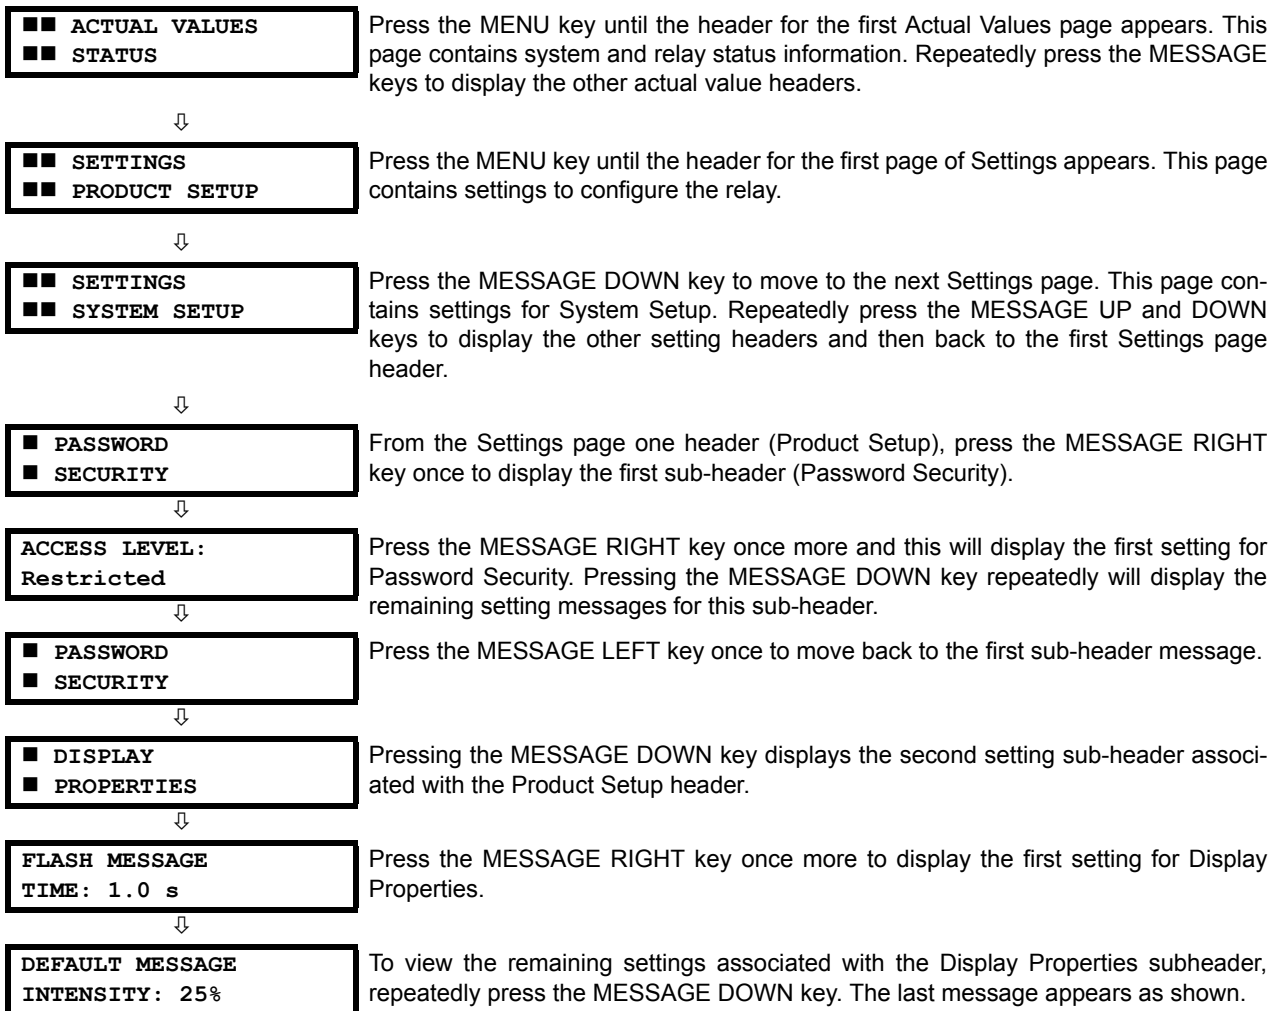 ■■ ACTUAL VALUES
■■ STATUS
Press the MENU key until the header for the first Actual Values page appears. This
page contains system and relay status information. Repeatedly press the MESSAGE
keys to display the other actual value headers.
⇩
■■ SETTINGS
■■ PRODUCT SETUP
Press the MENU key until the header for the first page of Settings appears. This page
contains settings to configure the relay.
⇩
■■ SETTINGS
■■ SYSTEM SETUP
Press the MESSAGE DOWN key to move to the next Settings page. This page con-
tains settings for System Setup. Repeatedly press the MESSAGE UP and DOWN
keys to display the other setting headers and then back to the first Settings page
header.
⇩
■ PASSWORD
■ SECURITY
From the Settings page one header (Product Setup), press the MESSAGE RIGHT
key once to display the first sub-header (Password Security).
⇩
ACCESS LEVEL:
Restricted
Press the MESSAGE RIGHT key once more and this will display the first setting for
Password Security. Pressing the MESSAGE DOWN key repeatedly will display the
remaining setting messages for this sub-header.
⇩
■ PASSWORD
■ SECURITY
Press the MESSAGE LEFT key once to move back to the first sub-header message.
⇩
■ DISPLAY
■ PROPERTIES
Pressing the MESSAGE DOWN key displays the second setting sub-header associ-
ated with the Product Setup header.
⇩
FLASH MESSAGE
TIME: 1.0 s
Press the MESSAGE RIGHT key once more to display the first setting for Display
Properties.
⇩
DEFAULT MESSAGE
INTENSITY: 25%
To view the remaining settings associated with the Display Properties subheader,
repeatedly press the MESSAGE DOWN key. The last message appears as shown.